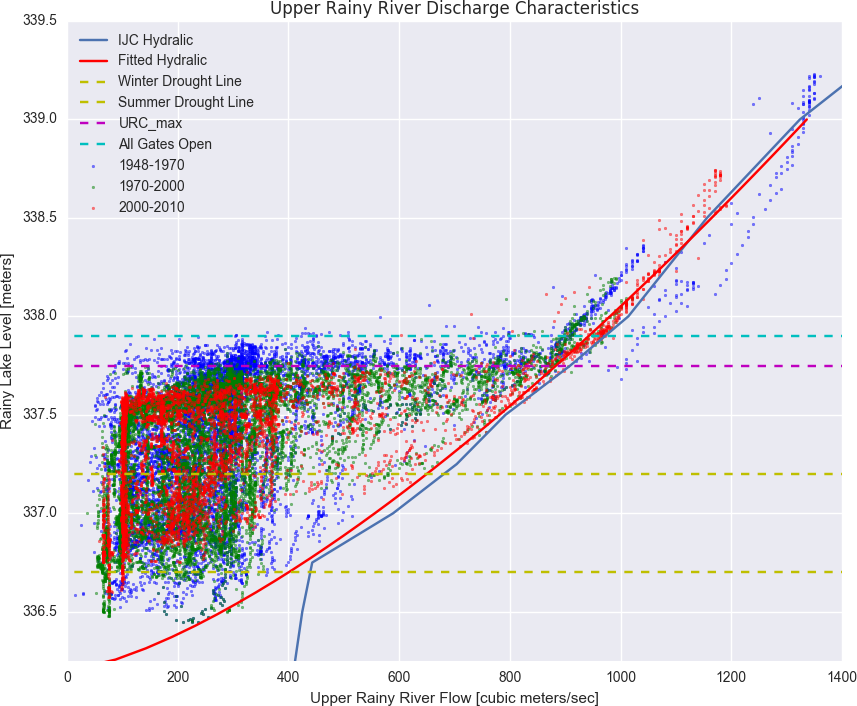 Upper Rainy River Discharge Characteristics
339.5
339.0
338.5
338.0
337.5
337.0
336.5
Rainy Lake Level [meters]
IJC Hydralic
Fitted Hydralic
Winter Drought Line
Summer Drought Line
URC_max
All Gates Open
1948-1970
1970-2000
2000-2010
0 200 400 600 800 1000 1200 1400
Upper Rainy River Flow [cubic meters/sec]